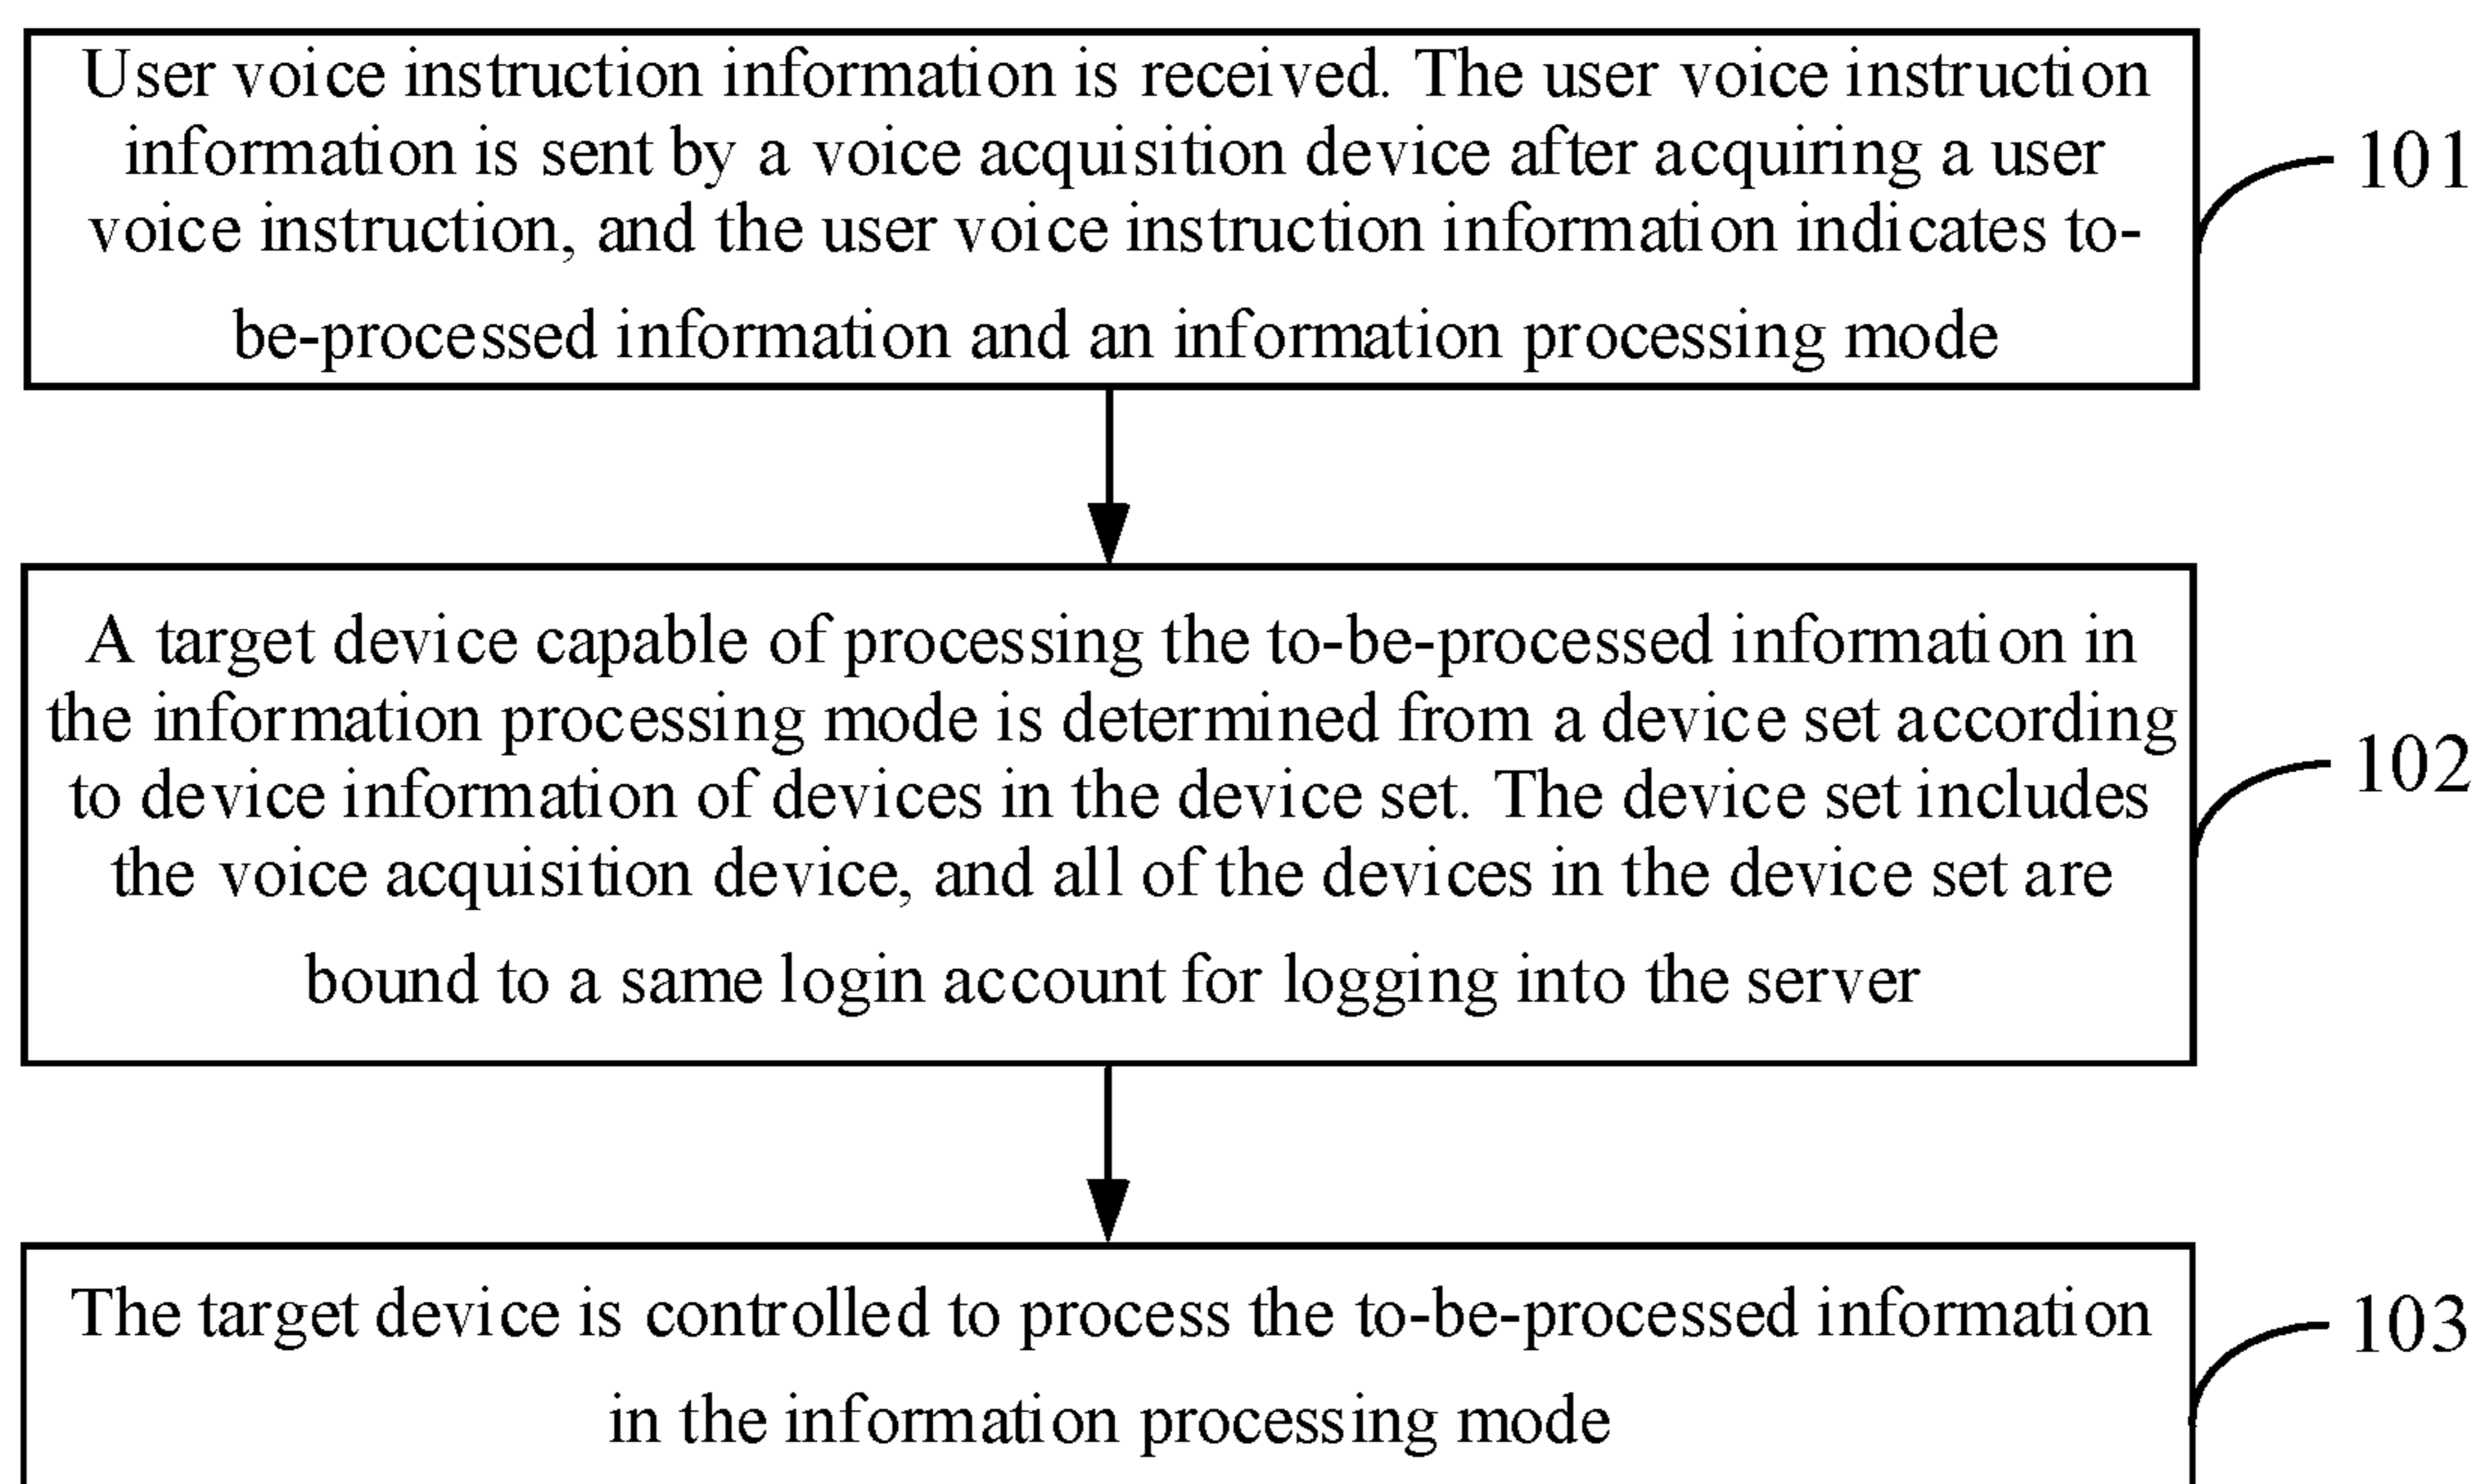 User voice instruction information is received. The user voice instruction
information is sent by a voice acquisition device after acquiring a user
voice instruction, and the user voice instruction information indicates to-
be-processed information and an information processing mode
101
A target device capable of processing the to-be-processed information in
the information processing mode is determined from a device set according
to device information of devices in the device set. The device set includes
the voice acquisition device, and all of the devices in the device set are
bound to a same login account for logging into the server
102
The target device is controlled to process the to-be-processed information
in the information processing mode
103